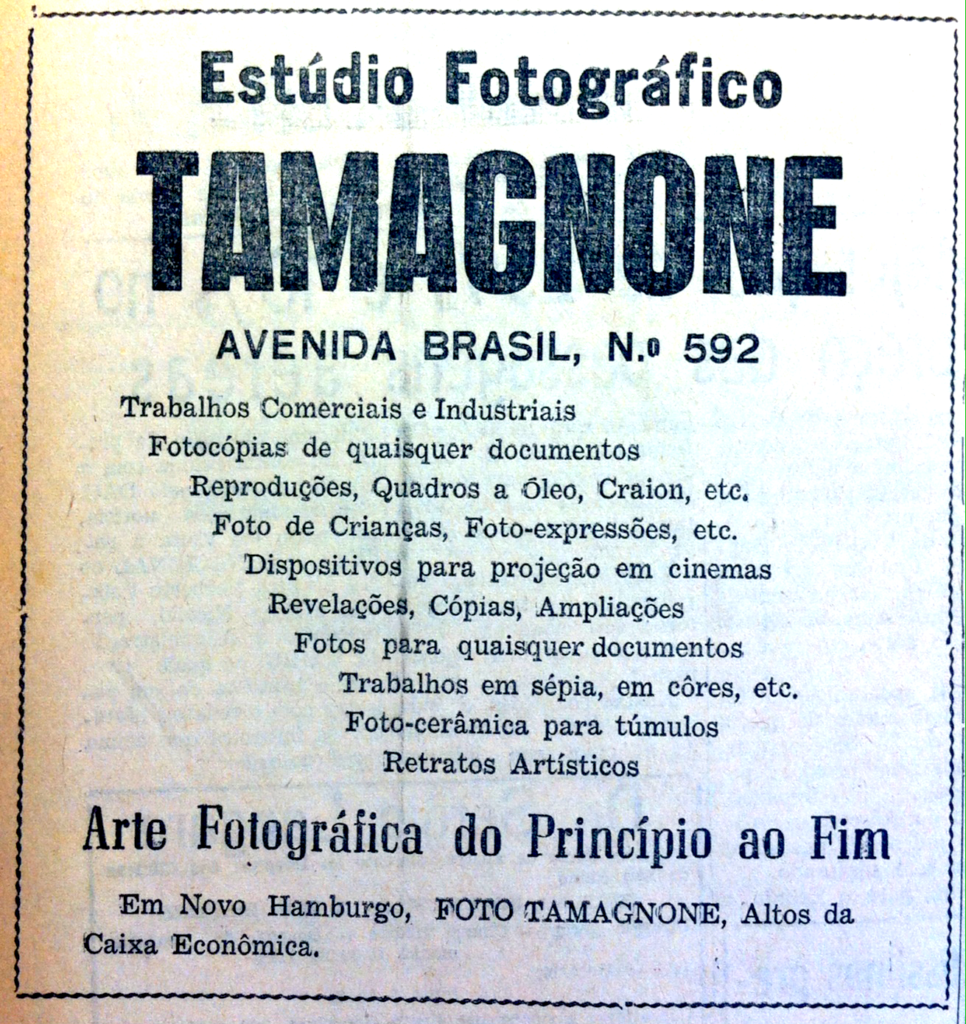 Estúdio Fotográfico
TAMAGNONE
AVENIDA BRASIL, N.º 592
Trabalhos Comerciais e Industriais
Fotocópias de quaisquer documentos
Reproduções, Quadros a Óleo, Craion, etc.
Foto de Crianças, Foto-expressões, etc.
Dispositivos para projeção em cinemas
Revelações, Cópias, Ampliações
Fotos para quaisquer documentos
Trabalhos em sépia, em côres, etc.
Foto-cerâmica para túmulos
Retratos Artísticos
Arte Fotográfica do Princípio ao Fim
Em Novo Hamburgo, FOTO TAMAGNONE, Altos da
Caixa Econômica.